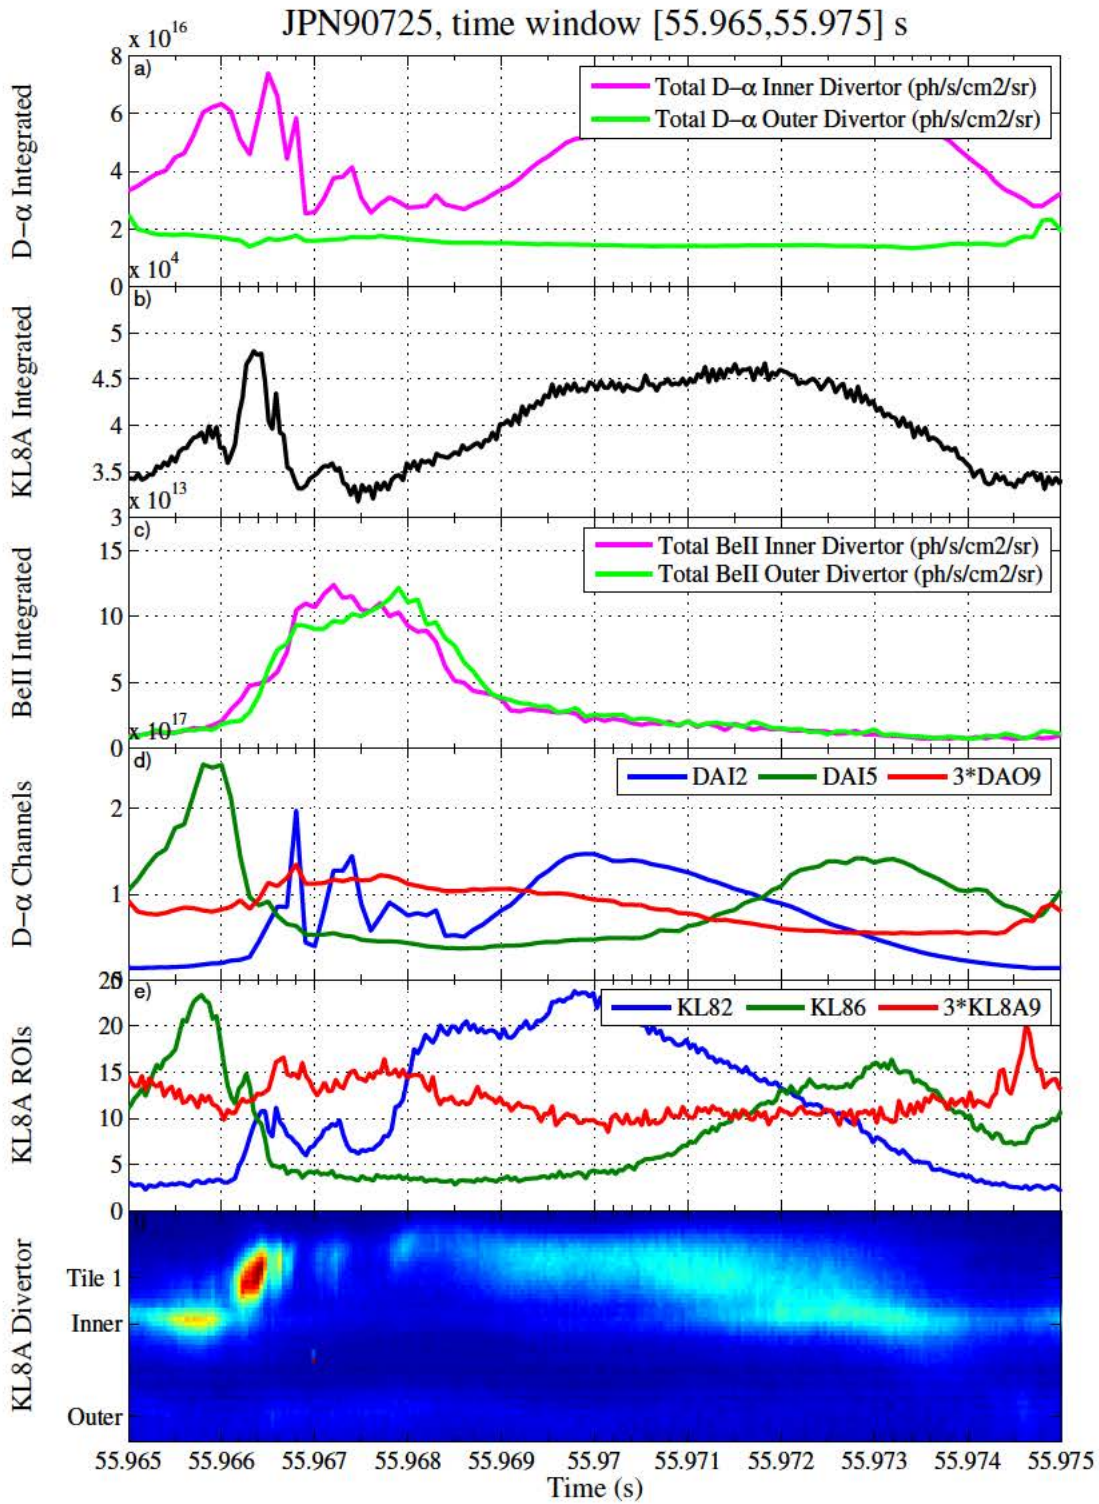 JPN90725, time window [55.965,55.975] s
x 10^16
8
6
4
2
0
D-α Integrated
a)
Total D-α Inner Divertor (ph/s/cm2/sr)
Total D-α Outer Divertor (ph/s/cm2/sr)
x 10^4
5
4.5
4
3.5
3
KL8A Integrated
b)
x 10^13
15
10
5
0
BeII Integrated
c)
Total BeII Inner Divertor (ph/s/cm2/sr)
Total BeII Outer Divertor (ph/s/cm2/sr)
x 10^17
2
1
D-α Channels
d)
DAI2 DAI5 3*DAO9
20
15
10
5
0
KL8A ROIs
e)
KL82 KL86 3*KL8A9
KL8A Divertor
Tile 1
Inner
Outer
55.965 55.966 55.967 55.968 55.969 55.97 55.971 55.972 55.973 55.974 55.975
Time (s)